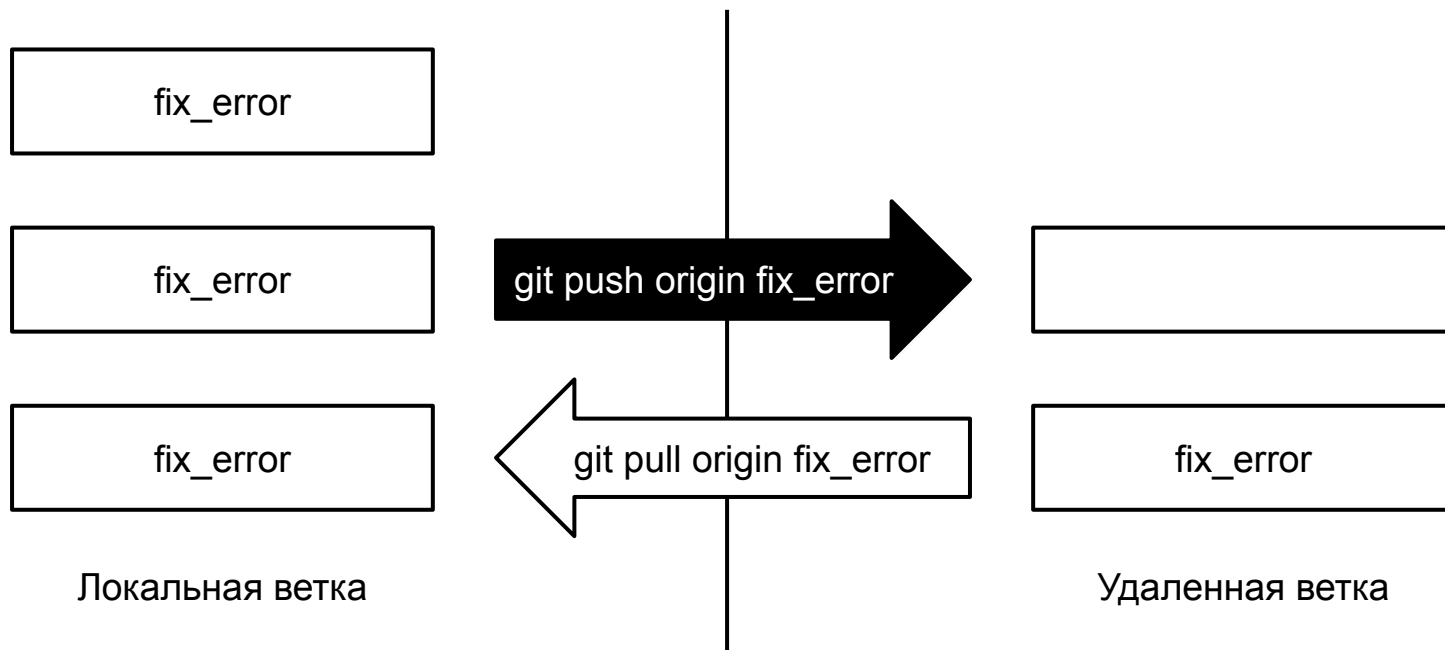 fix_error
fix_error
git push origin fix_error
fix_error
git pull origin fix_error
fix_error
Локальная ветка
Удаленная ветка